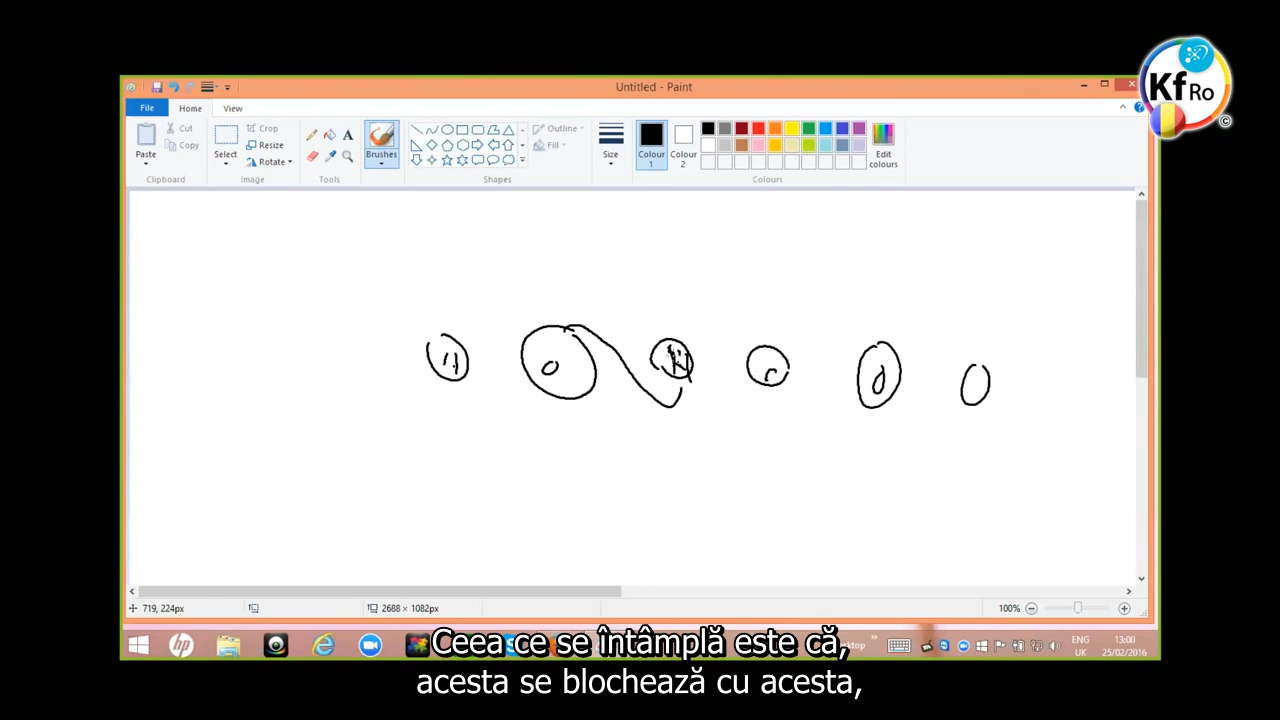 Kf Ro
©
Untitled - Paint
File Home View
Cut
Copy
Paste
Clipboard
Select
Crop
Resize
Rotate
Image
Tools
Brushes
Shapes
Outline
Fill
Size
Colour 1
Colour 2
Edit colours
Colours
719, 224px
2688 × 1082px
100%
ENG
UK
13:00
25/02/2016
Ceea ce se întâmplă este că,
acesta se blochează cu acesta,